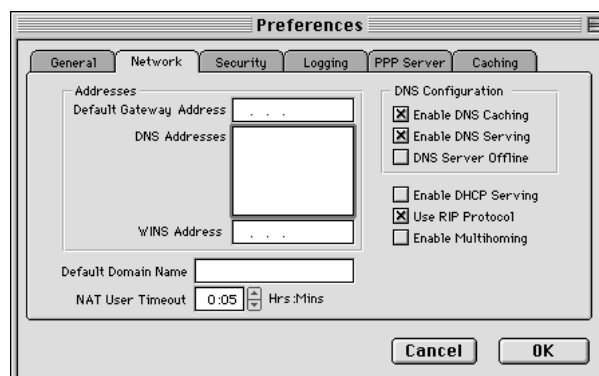 Preferences
General Network Security Logging PPP Server Caching
Addresses
Default Gateway Address . . .
DNS Addresses
WINS Address . . .
Default Domain Name
NAT User Timeout 0:05 Hrs:Mins
DNS Configuration
Enable DNS Caching
Enable DNS Serving
DNS Server Offline
Enable DHCP Serving
Use RIP Protocol
Enable Multihoming
Cancel OK